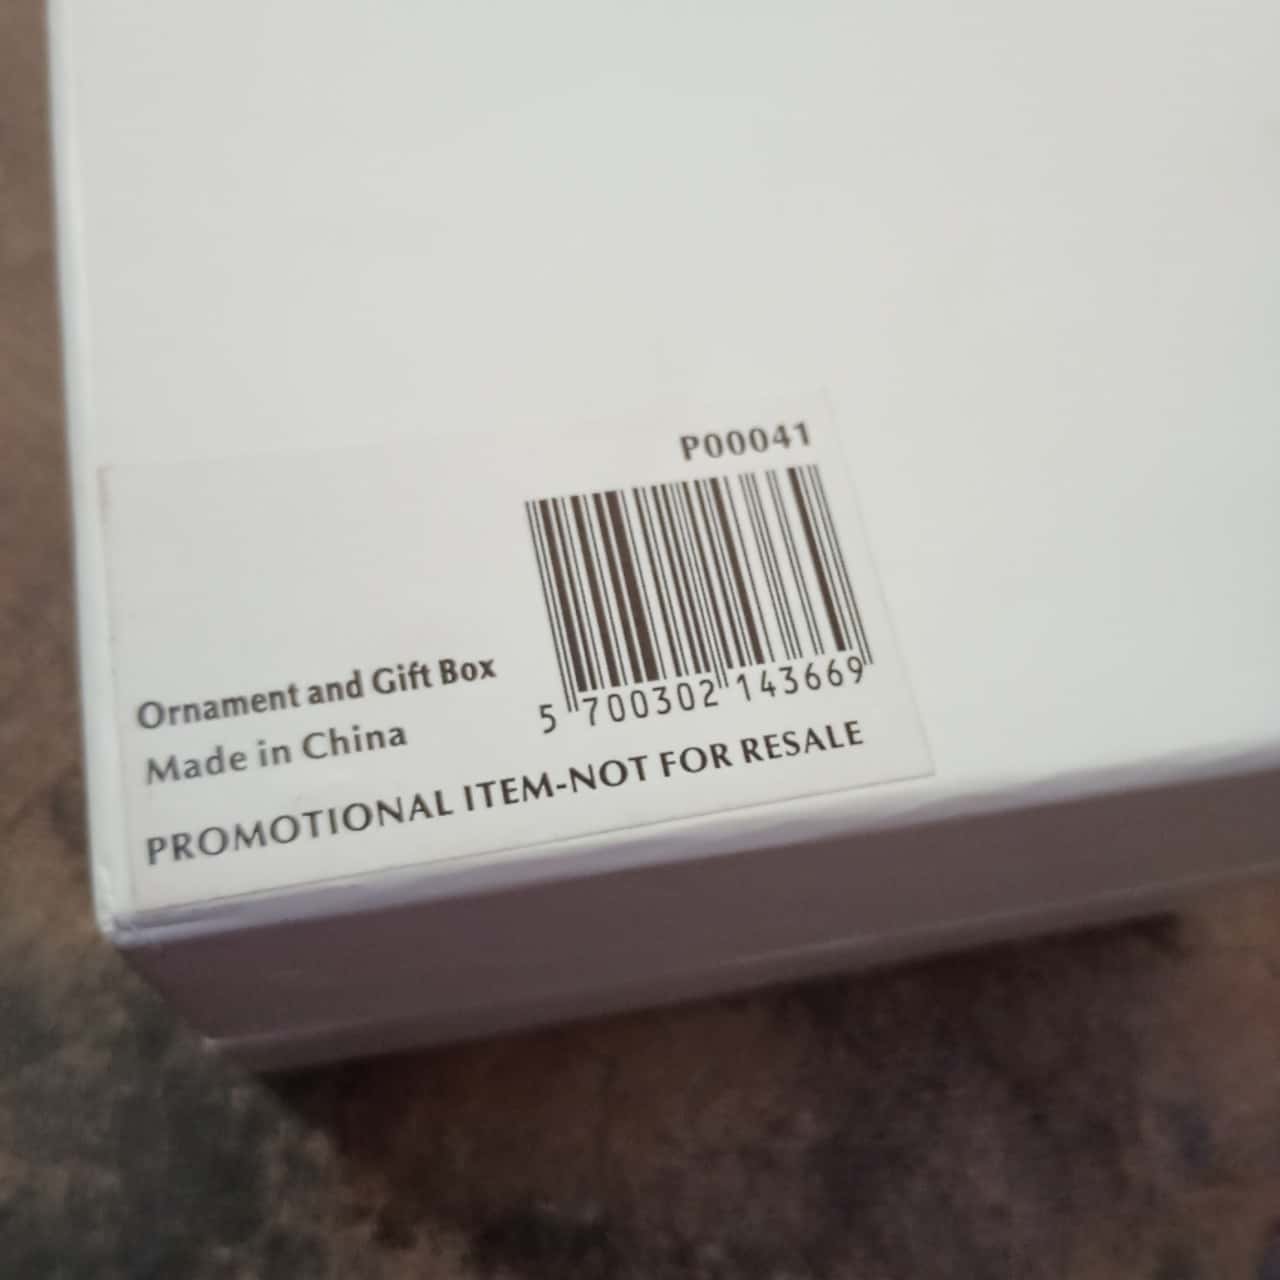 P00041
5 700302 143669
Ornament and Gift Box
Made in China
PROMOTIONAL ITEM-NOT FOR RESALE